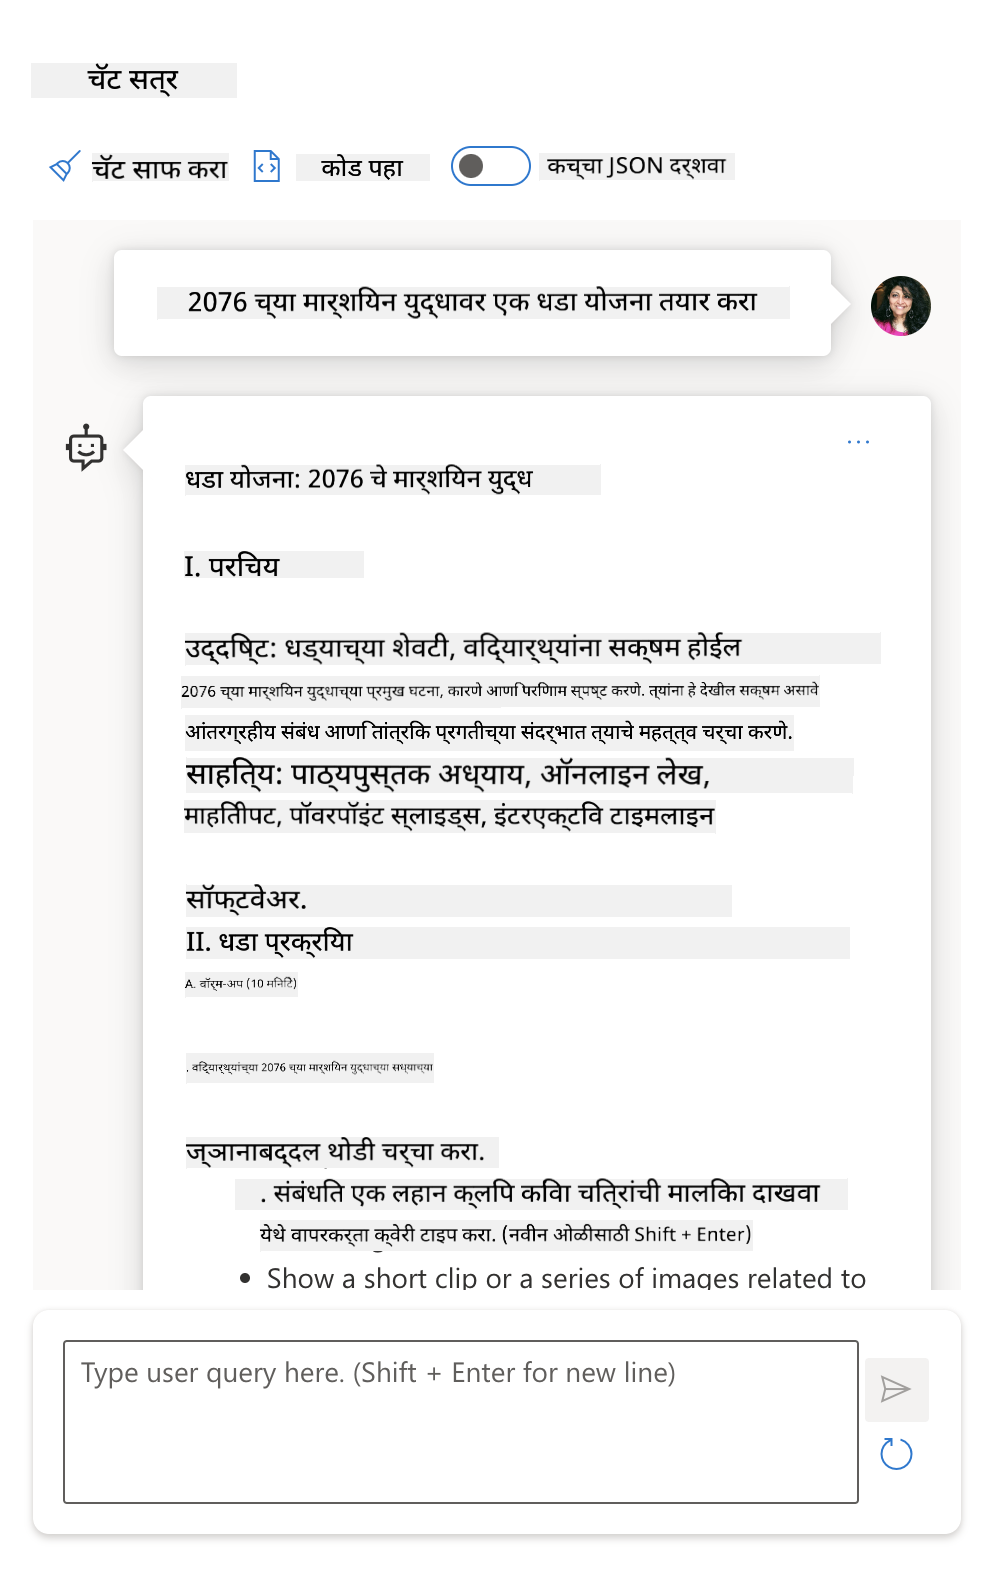 चॅट सत्र
चॅट साफ करा
कोड पहा
कच्चा JSON दर्शवा
2076 च्या मार्शियन युद्धावर एक धडा योजना तयार करा
धडा योजना: 2076 चे मार्शियन युद्ध
I. परिचय
उद्दिष्ट: धड्याच्या शेवटी, विद्यार्थ्यांना सक्षम होईल
2076 च्या मार्शियन युद्धाच्या प्रमुख घटना, कारणे आणि परिणाम स्पष्ट करणे. त्यांना हे देखील सक्षम असावे
आंतरग्रहीय संबंध आणि तांत्रिक प्रगतीच्या संदर्भात त्याचे महत्त्व चर्चा करणे.
साहित्य: पाठ्यपुस्तक अध्याय, ऑनलाइन लेख,
माहितीपट, पॉवरपॉइंट स्लाइड्स, इंटरएक्टिव टाइमलाइन
सॉफ्टवेअर.
II. धडा प्रक्रिया
A. वॉर्म-अप (10 मिनिटे)
. विद्यार्थ्यांच्या 2076 च्या मार्शियन युद्धाच्या सध्याच्या
ज्ञानाबद्दल थोडी चर्चा करा.
. संबंधित एक लहान क्लिप किंवा चित्रांची मालिका दाखवा
येथे वापरकर्ता क्वेरी टाइप करा. (नवीन ओळीसाठी Shift + Enter)
• Show a short clip or a series of images related to
Type user query here. (Shift + Enter for new line)